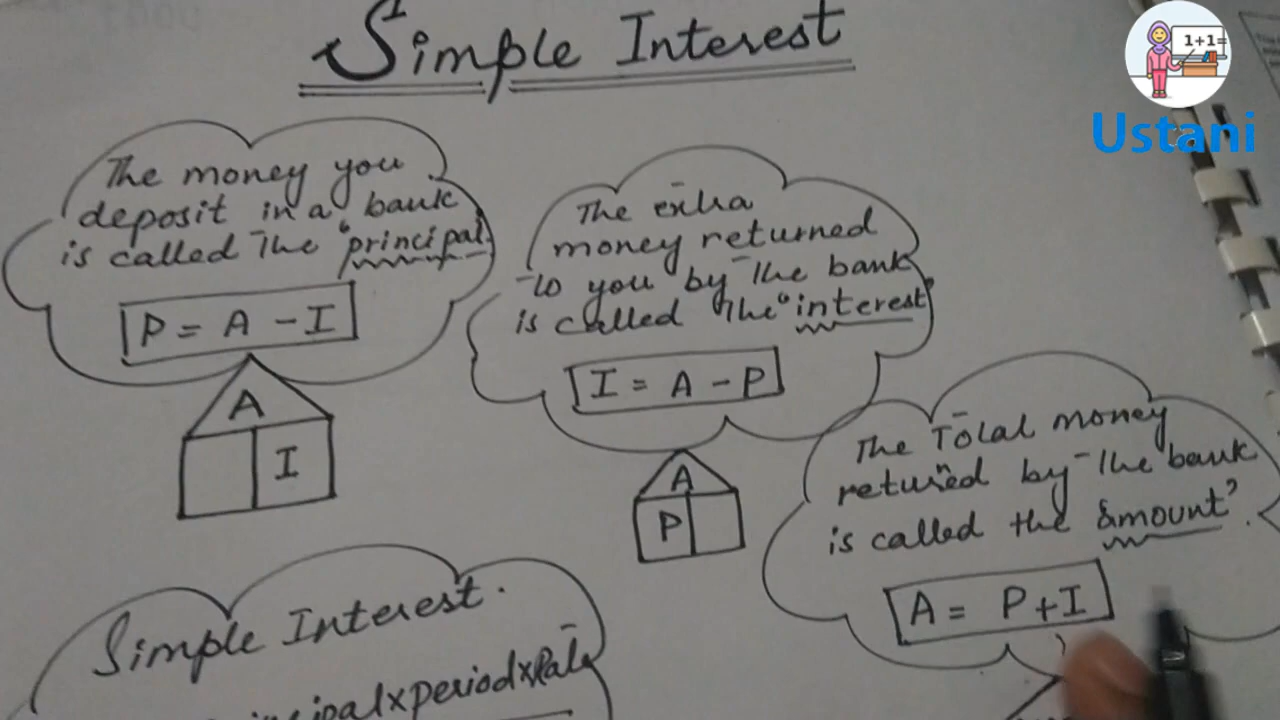 Simple Interest
1+1=
Ustani
The money you
deposit in a bank
is called the "principal.
P = A - I
A
I
The extra
money returned
to you by the bank
is called the "interest"
I = A - P
A
P
The Total money
returned by the bank
is called the amount".
A = P+I
Simple Interest.
principal×period×Rate